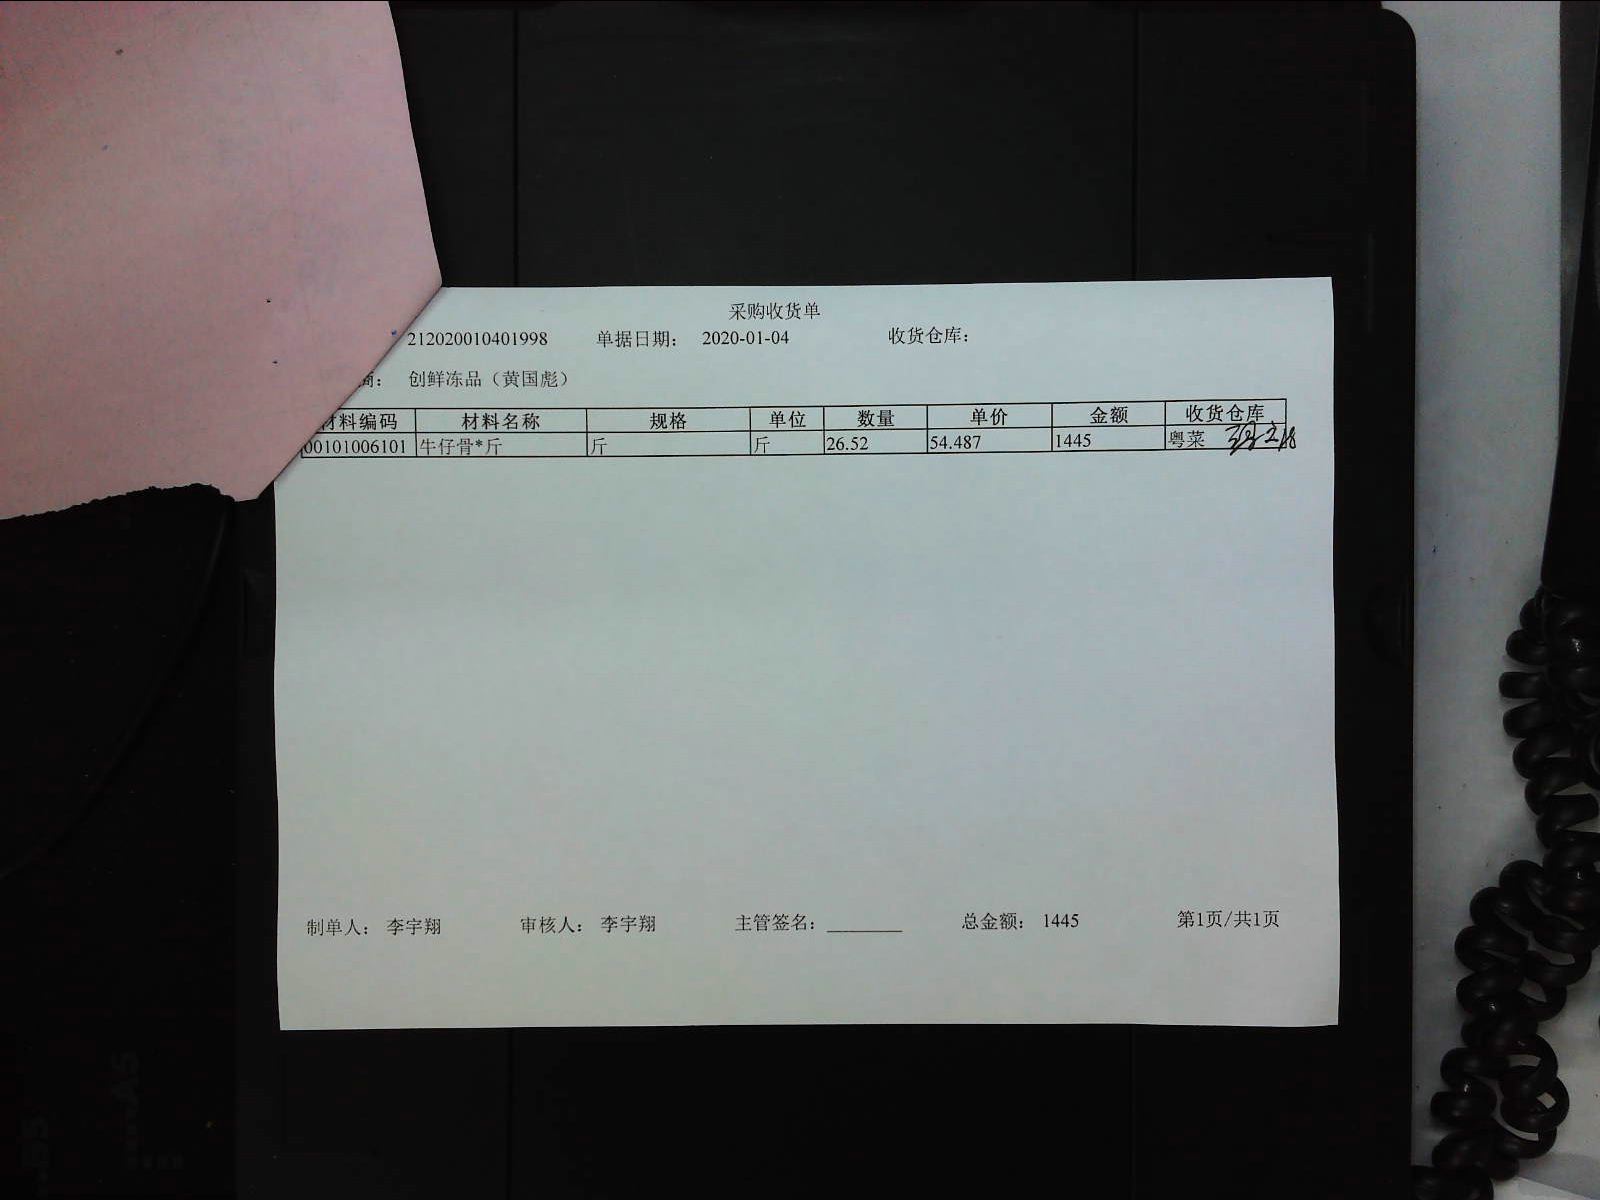 采购收货单
212020010401998 单据日期： 2020-01-04 收货仓库：
商： 创鲜冻品（黄国彪）
材料编码 材料名称 规格 单位 数量 单价 金额 收货仓库
00101006101 牛仔骨*斤 斤 斤 26.52 54.487 1445 粤菜
制单人： 李宇翔 审核人： 李宇翔 主管签名： 总金额： 1445 第1页/共1页